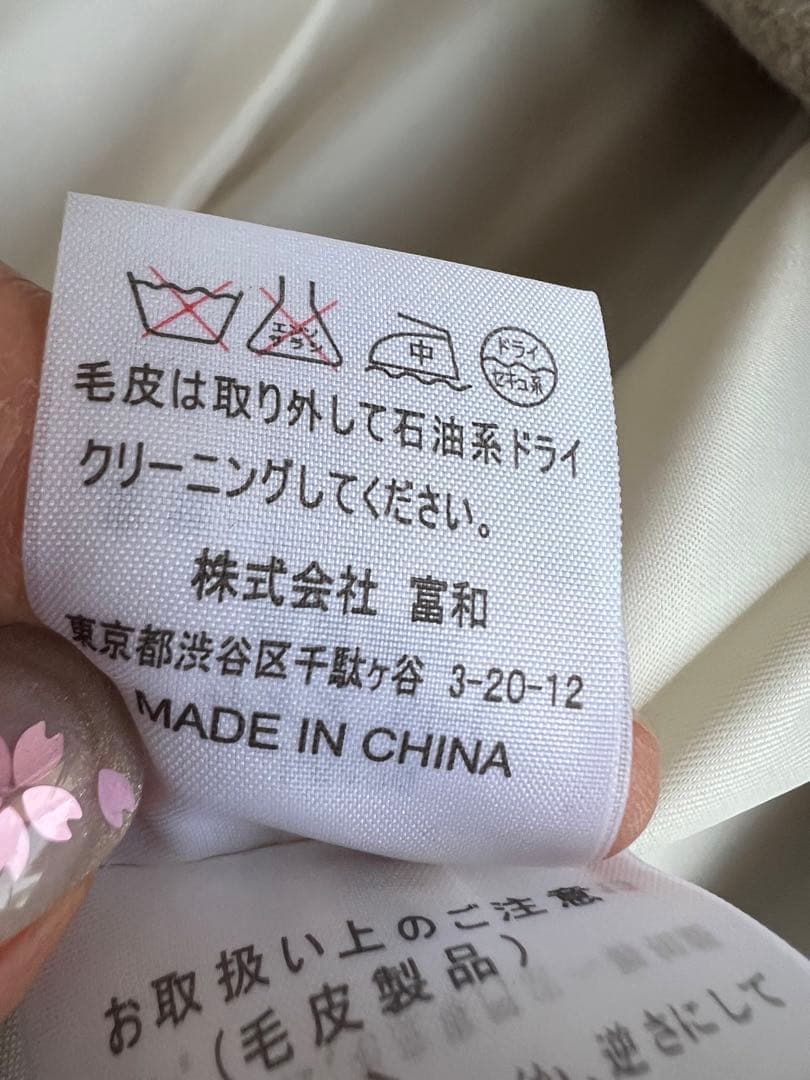 エンソ サラシ
中
ドライ
セキユ系
毛皮は取り外して石油系ドライ
クリーニングしてください。
株式会社 富和
東京都渋谷区千駄ヶ谷 3-20-12
MADE IN CHINA
お取扱い上のご注意
(毛皮製品)
逆さにして